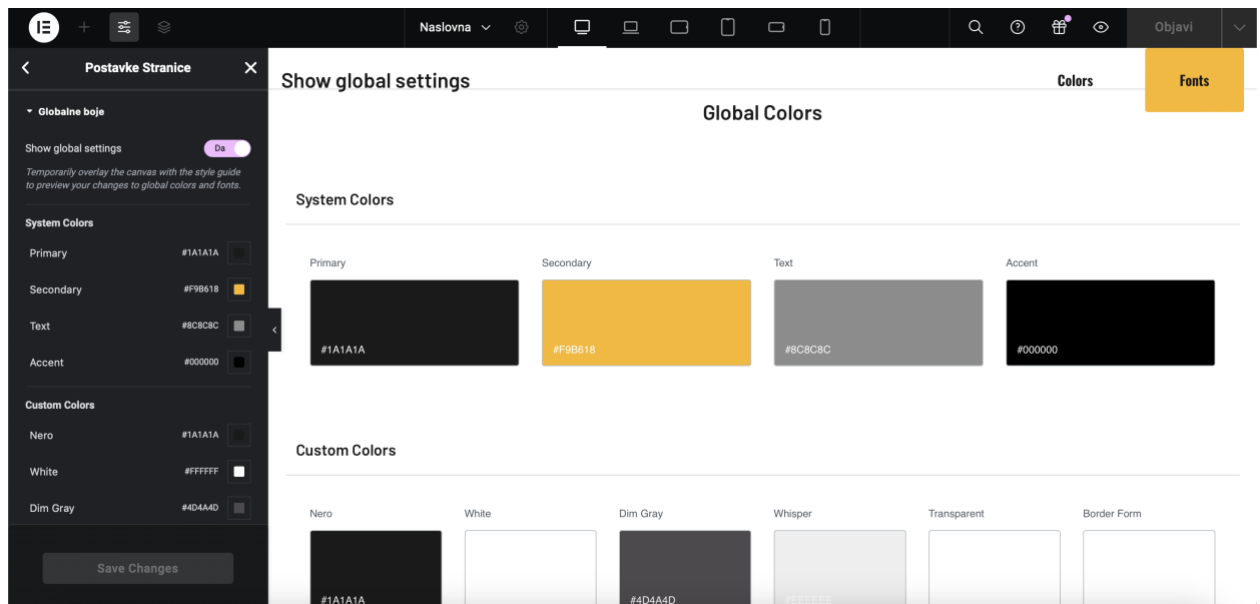 Naslovna
Objavi
Postavke Stranice
Globalne boje
Show global settings
Da
Temporarily overlay the canvas with the style guide
to preview your changes to global colors and fonts.
System Colors
Primary #1A1A1A
Secondary #F9B618
Text #8C8C8C
Accent #000000
Custom Colors
Nero #1A1A1A
White #FFFFFF
Dim Gray #4D4A4D
Save Changes
Show global settings
Colors
Fonts
Global Colors
System Colors
Primary
Secondary
Text
Accent
#1A1A1A
#F9B618
#8C8C8C
#000000
Custom Colors
Nero
White
Dim Gray
Whisper
Transparent
Border Form
#1A1A1A
#4D4A4D